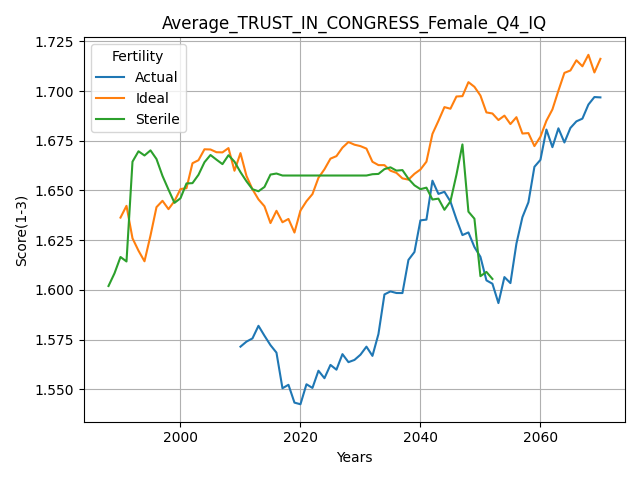 Average_TRUST_IN_CONGRESS_Female_Q4_IQ
Fertility
Actual
Ideal
Sterile
Score(1-3)
1.725
1.700
1.675
1.650
1.625
1.600
1.575
1.550
2000
2020
2040
2060
Years